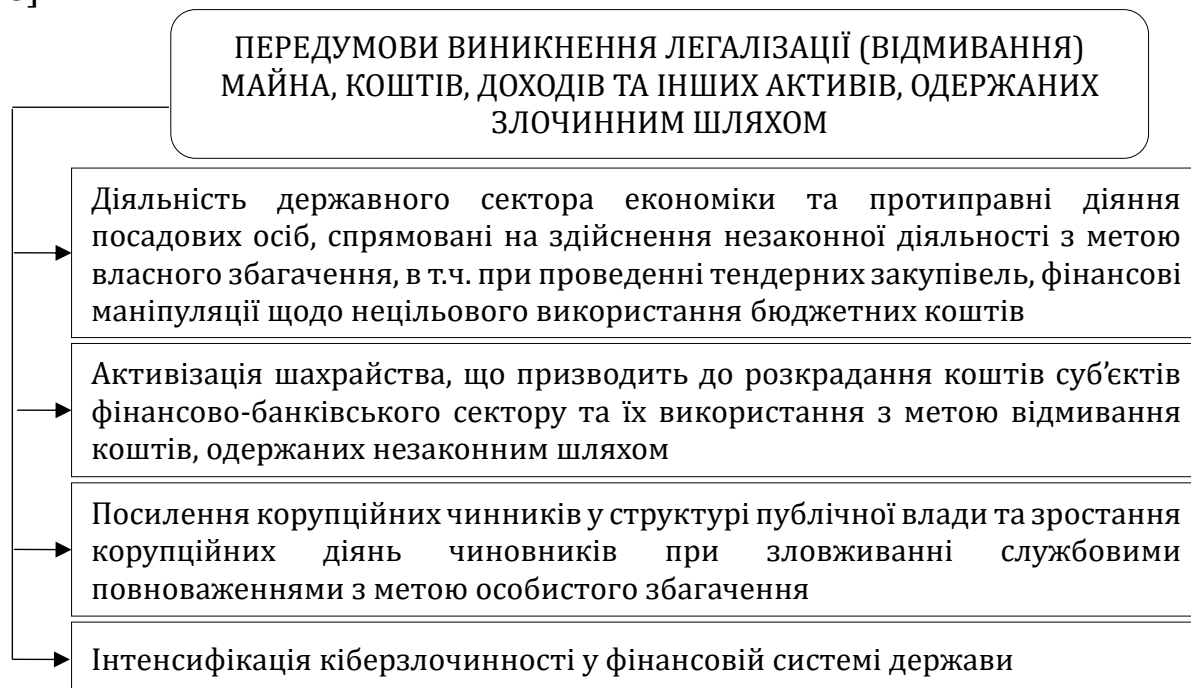 ПЕРЕДУМОВИ ВИНИКНЕННЯ ЛЕГАЛІЗАЦІЇ (ВІДМИВАННЯ)
МАЙНА, КОШТІВ, ДОХОДІВ ТА ІНШИХ АКТИВІВ, ОДЕРЖАНИХ
ЗЛОЧИННИМ ШЛЯХОМ
Діяльність державного сектора економіки та протиправні діяння
посадових осіб, спрямовані на здійснення незаконної діяльності з метою
власного збагачення, в т.ч. при проведенні тендерних закупівель, фінансові
маніпуляції щодо нецільового використання бюджетних коштів
Активізація шахрайства, що призводить до розкрадання коштів суб’єктів
фінансово-банківського сектору та їх використання з метою відмивання
коштів, одержаних незаконним шляхом
Посилення корупційних чинників у структурі публічної влади та зростання
корупційних діянь чиновників при зловживанні службовими
повноваженнями з метою особистого збагачення
Інтенсифікація кіберзлочинності у фінансовій системі держави